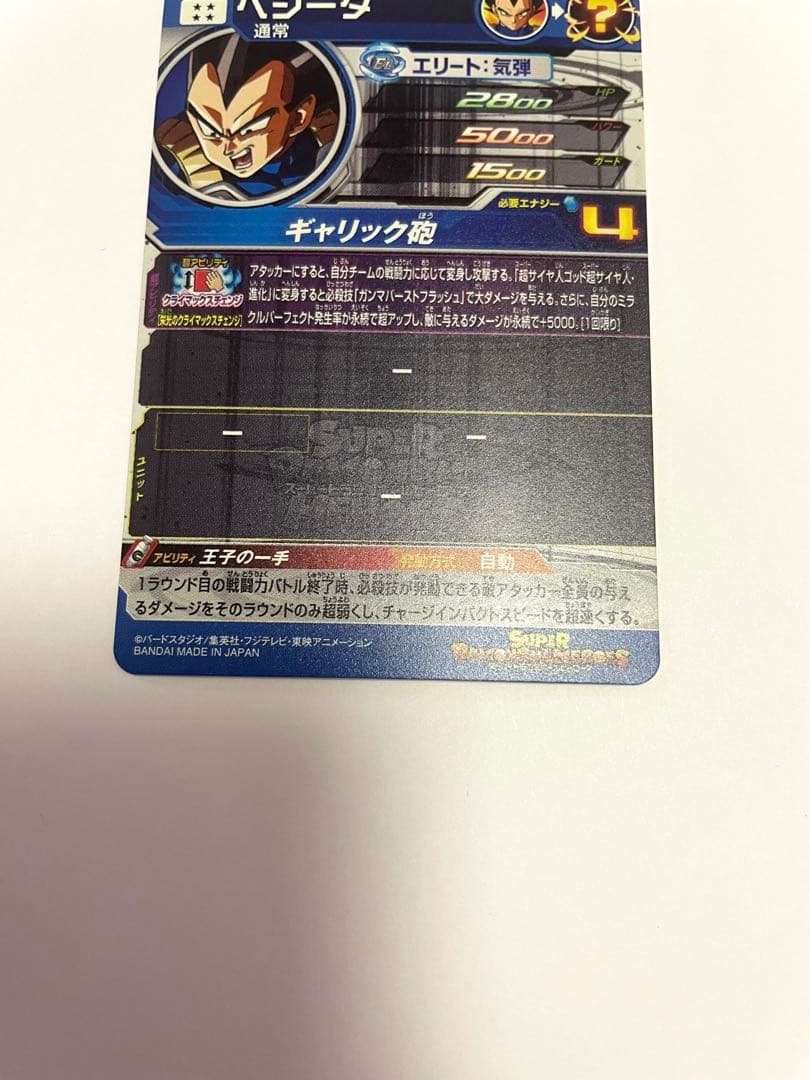 ベジータ
通常
?
EL エリート:気弾
2800 HP
5000 パワー
1500 ガード
必要エナジー 4
ギャリック砲
ほう
超アビリティ
クライマックスチェンジ
[栄光のクライマックスチェンジ]
アタッカーにすると、自分チームの戦闘力に応じて変身し攻撃する。「超サイヤ人ゴッド超サイヤ人・
進化」に変身すると必殺技「ガンマバーストフラッシュ」で大ダメージを与える。さらに、自分のミラ
クルパーフェクト発生率が永続で超アップし、敵に与えるダメージが永続で+5000。[1回限り]
ー
ー ー
ユニット
ー
SUPER
アビリティ 王子の一手 発動方式 自動
1ラウンド目の戦闘力バトル終了時、必殺技が発動できる敵アタッカー全員の与え
るダメージをそのラウンドのみ超弱くし、チャージインパクトスピードを超速くする。
©バードスタジオ/集英社・フジテレビ・東映アニメーション
BANDAI MADE IN JAPAN
SUPER
DRAGONBALL HEROES